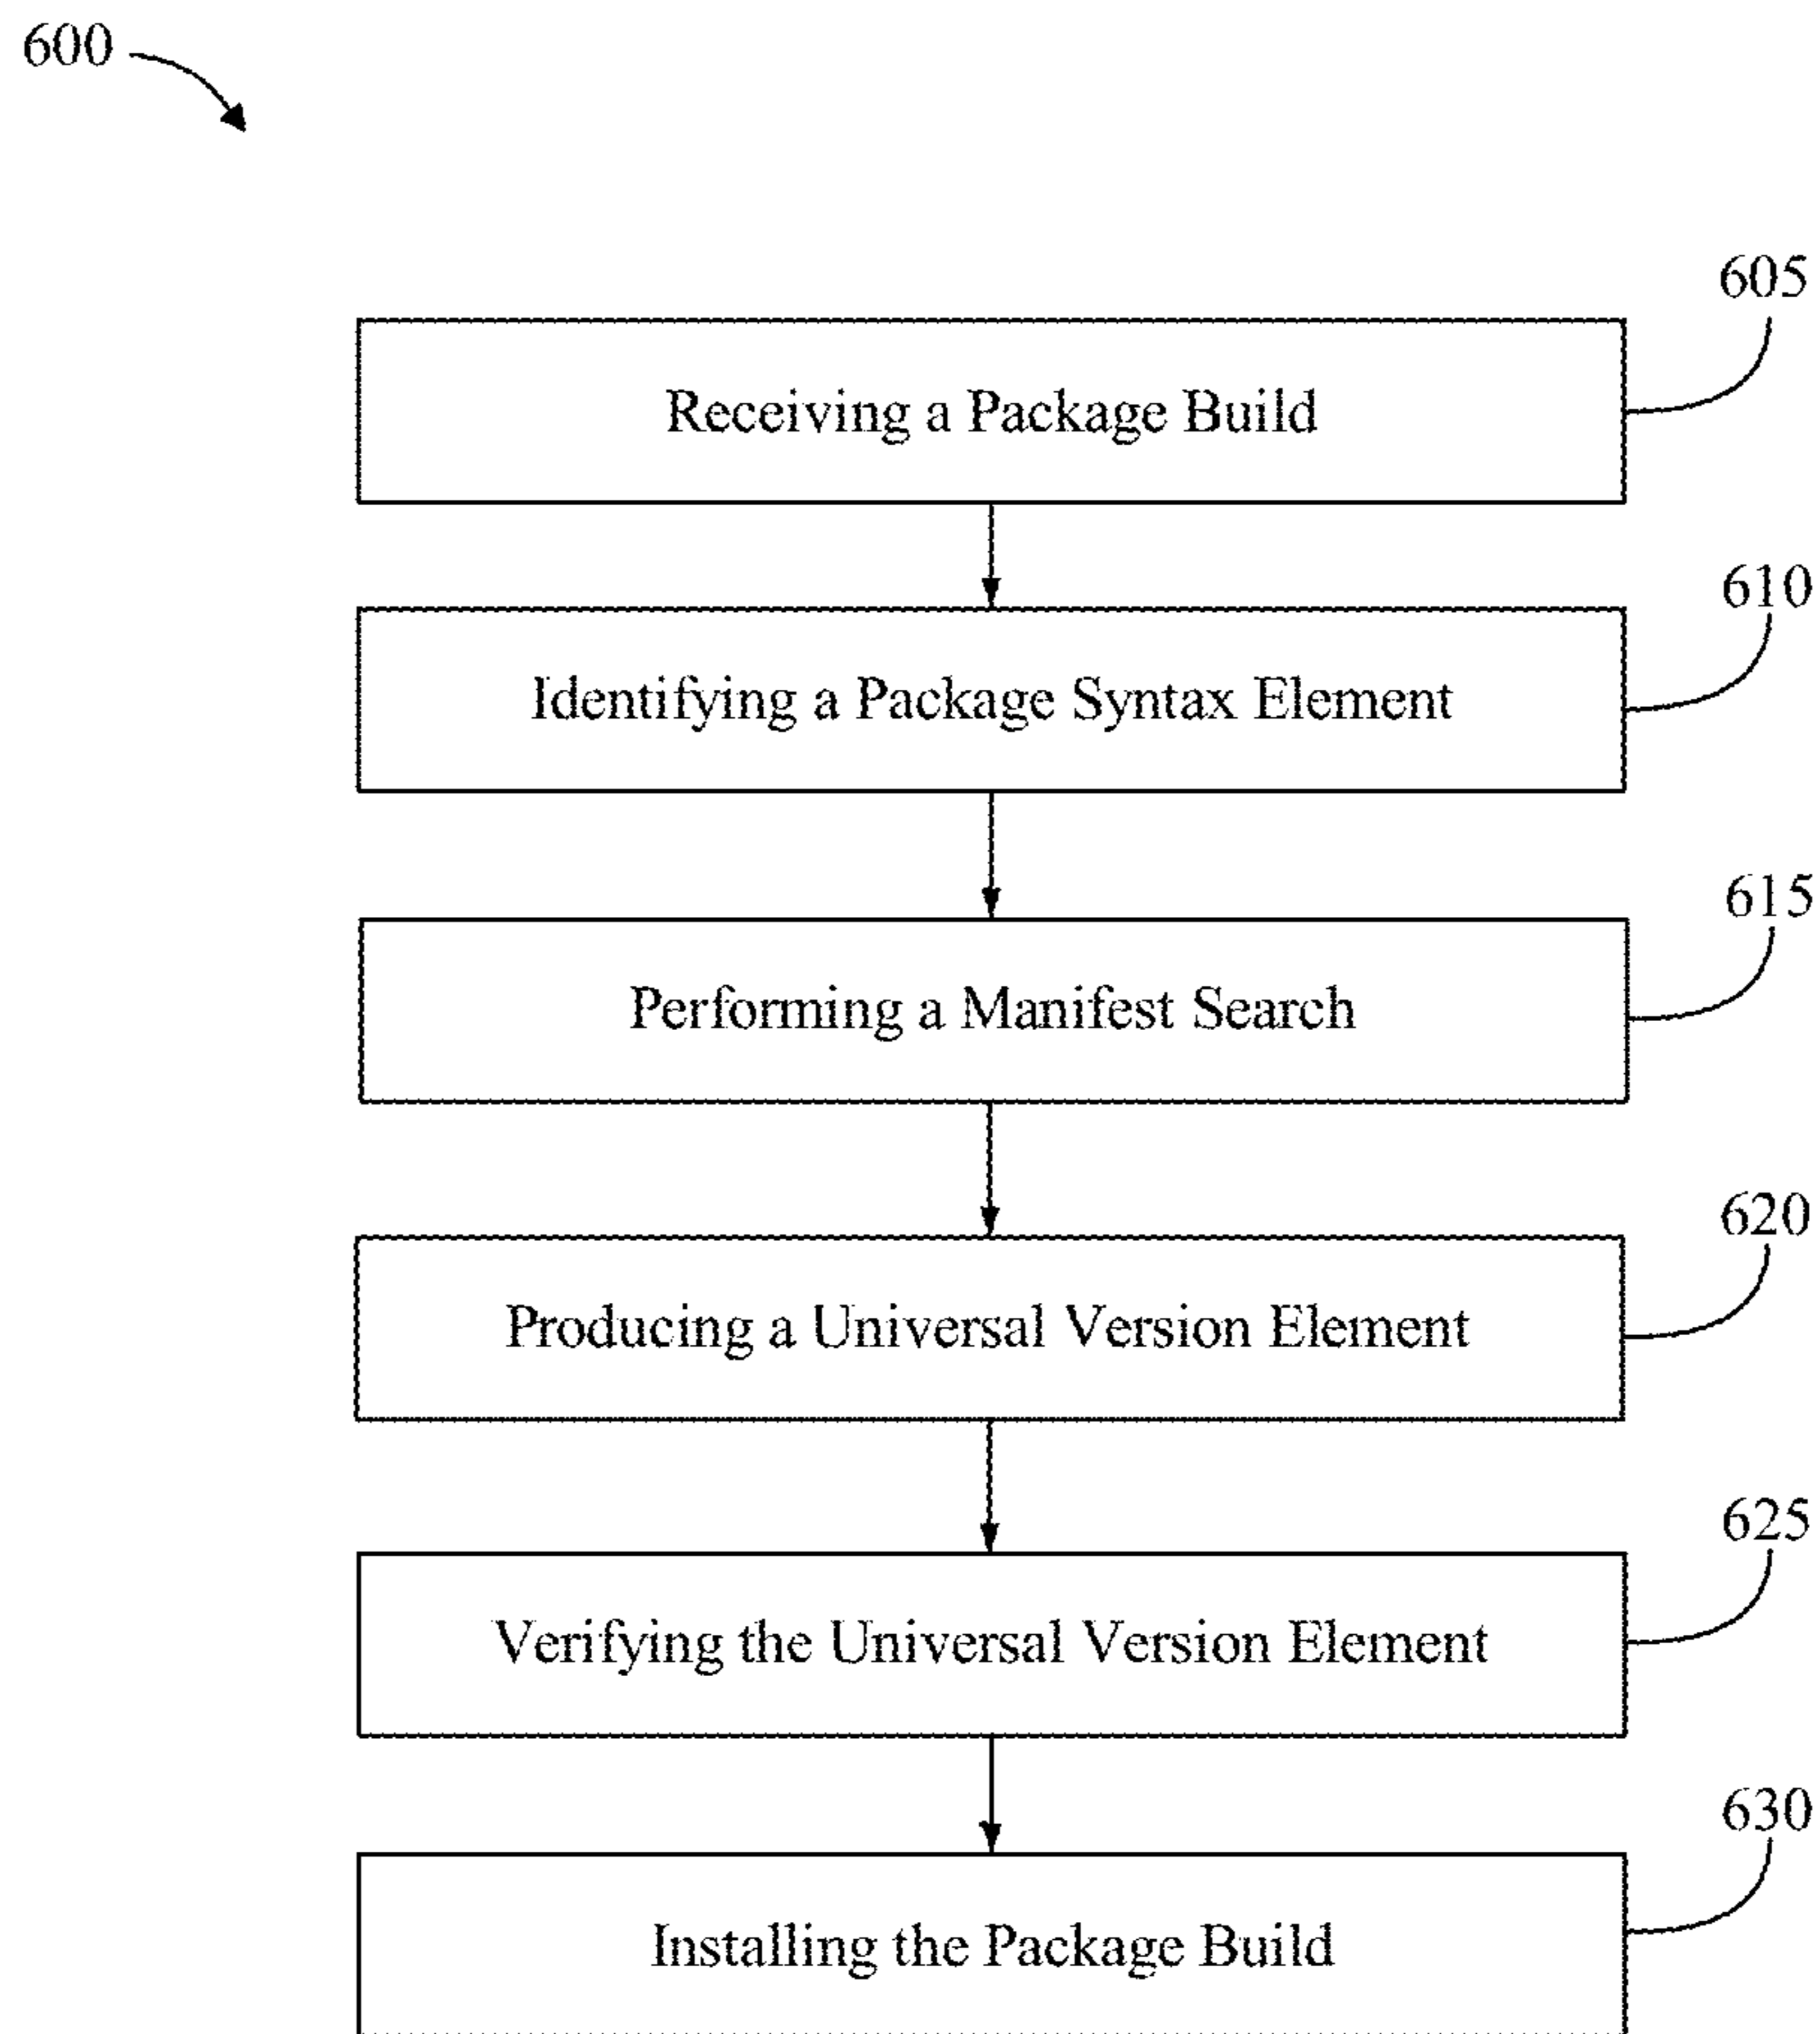 600
605
Receiving a Package Build
610
Identifying a Package Syntax Element
615
Performing a Manifest Search
620
Producing a Universal Version Element
625
Verifying the Universal Version Element
630
Installing the Package Build